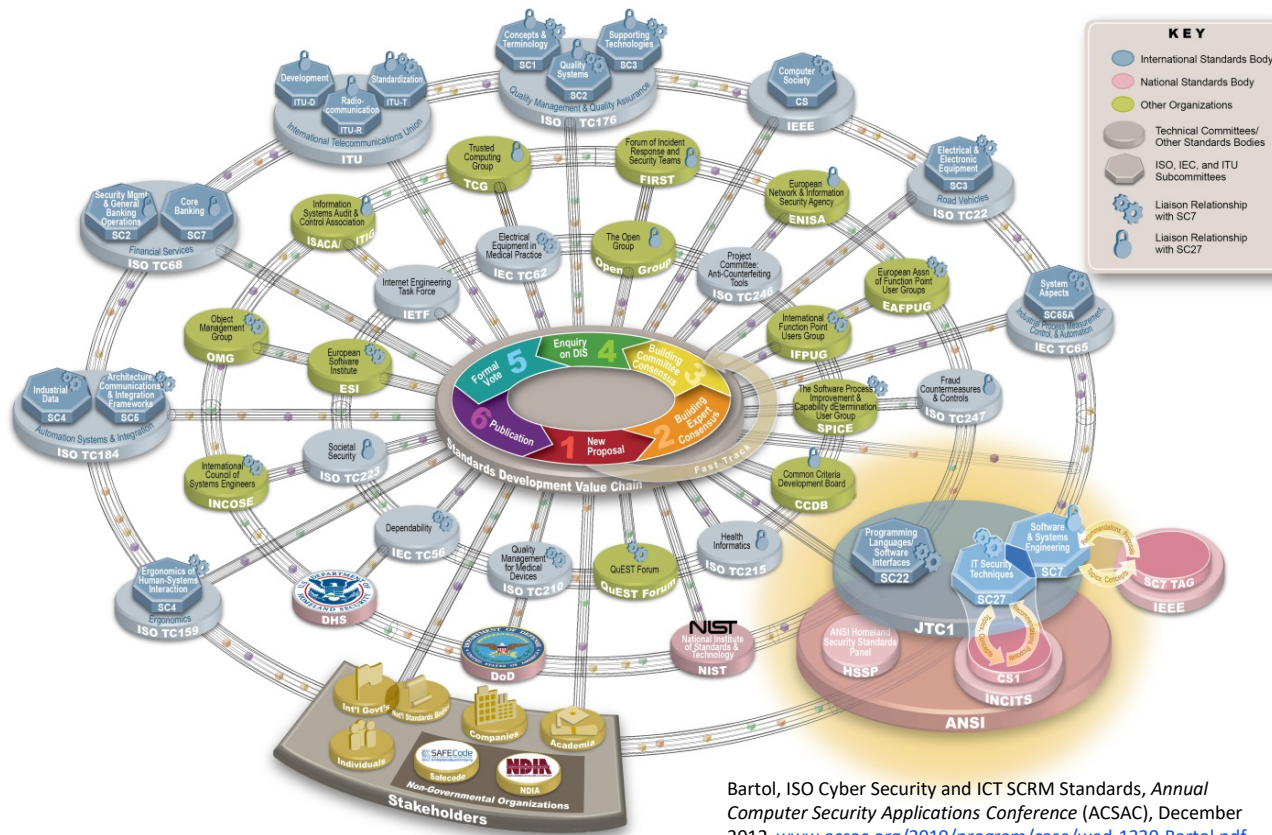 KEY
International Standards Body
National Standards Body
Other Organizations
Technical Committees/
Other Standards Bodies
ISO, IEC, and ITU
Subcommittees
Liaison Relationship
with SC7
Liaison Relationship
with SC27
Concepts &
Terminology
SC1
Quality
Systems
SC2
Supporting
Technologies
SC3
Quality Management & Quality Assurance
ISO TC176
Development
ITU-D
Radio-
communication
ITU-R
Standardization
ITU-T
International Telecommunications Union
ITU
Computer
Society
CS
IEEE
Electrical &
Electronic
Equipment
SC3
Road Vehicles
ISO TC22
System
Aspects
SC65A
Industrial Process Measurement,
Control, & Automation
IEC TC65
Security Mgmt
& General
Banking
Operations
SC2
Core
Banking
SC7
Financial Services
ISO TC68
Industrial
Data
SC4
Architecture,
Communications
& Integration
Frameworks
SC5
Automation Systems & Integration
ISO TC184
Ergonomics of
Human-Systems
Interaction
SC4
Ergonomics
ISO TC159
Trusted
Computing
Group
TCG
Forum of Incident
Response and
Security Teams
FIRST
European
Network & Information
Security Agency
ENISA
Information
Systems Audit &
Control Association
ISACA/ ITIG
Electrical
Equipment in
Medical Practice
IEC TC62
The Open
Group
Open Group
Project
Committee:
Anti-Counterfeiting
Tools
ISO TC246
European Assn
of Function Point
User Groups
EAFPUG
Internet Engineering
Task Force
IETF
International
Function Point
Users Group
IFPUG
Object
Management
Group
OMG
European
Software
Institute
ESI
The Software Process
Improvement &
Capability dEtermination
User Group
SPICE
Fraud
Countermeasures
& Controls
ISO TC247
International
Council of
Systems Engineers
INCOSE
Societal
Security
ISO TC223
Common Criteria
Development Board
CCDB
Dependability
IEC TC56
Quality
Management
for Medical
Devices
ISO TC210
QuEST Forum
QuEST Forum
Health
Informatics
ISO TC215
1 New
Proposal
2 Building
Expert
Consensus
3 Building
Committee
Consensus
4 Enquiry
on DIS
5 Formal
Vote
6 Publication
Fast Track
Standards Development Value Chain
U.S. DEPARTMENT OF
HOMELAND SECURITY
DHS
DoD
NIST
National Institute
of Standards &
Technology
NIST
Programming
Languages/
Software
Interfaces
SC22
IT Security
Techniques
SC27
Software
& Systems
Engineering
SC7
JTC1
Topics, Concepts
SC7 TAG
IEEE
ANSI Homeland
Security Standards
Panel
HSSP
CS1
INCITS
ANSI
Int'l Govt's
Nat'l Standards Bodies
Companies
Academia
Individuals
SAFECode
Safecode
NDIA
NDIA
Non-Governmental Organizations
Stakeholders
Bartol, ISO Cyber Security and ICT SCRM Standards, Annual
Computer Security Applications Conference (ACSAC), December